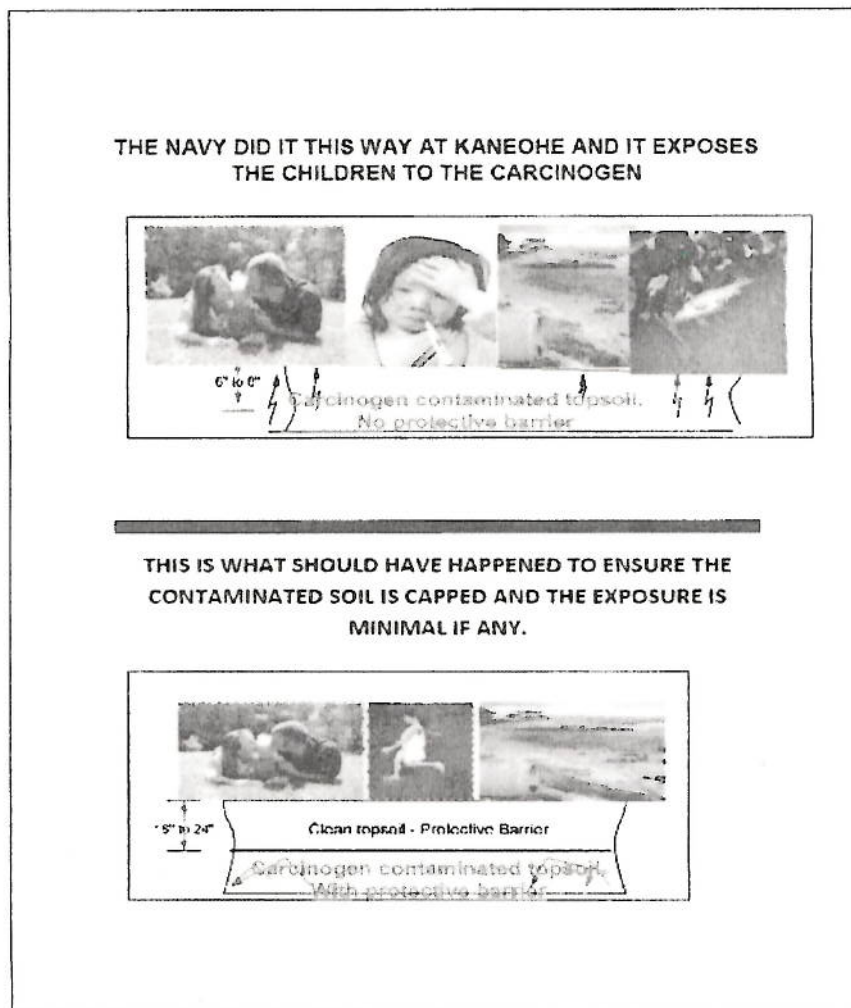 THE NAVY DID IT THIS WAY AT KANEOHE AND IT EXPOSES
THE CHILDREN TO THE CARCINOGEN
6" to 8"
Carcinogen contaminated topsoil.
No protective barrier
THIS IS WHAT SHOULD HAVE HAPPENED TO ENSURE THE
CONTAMINATED SOIL IS CAPPED AND THE EXPOSURE IS
MINIMAL IF ANY.
to 24"
Clean topsoil - Protective Barrier
Carcinogen contaminated topsoil.
With protective barrier